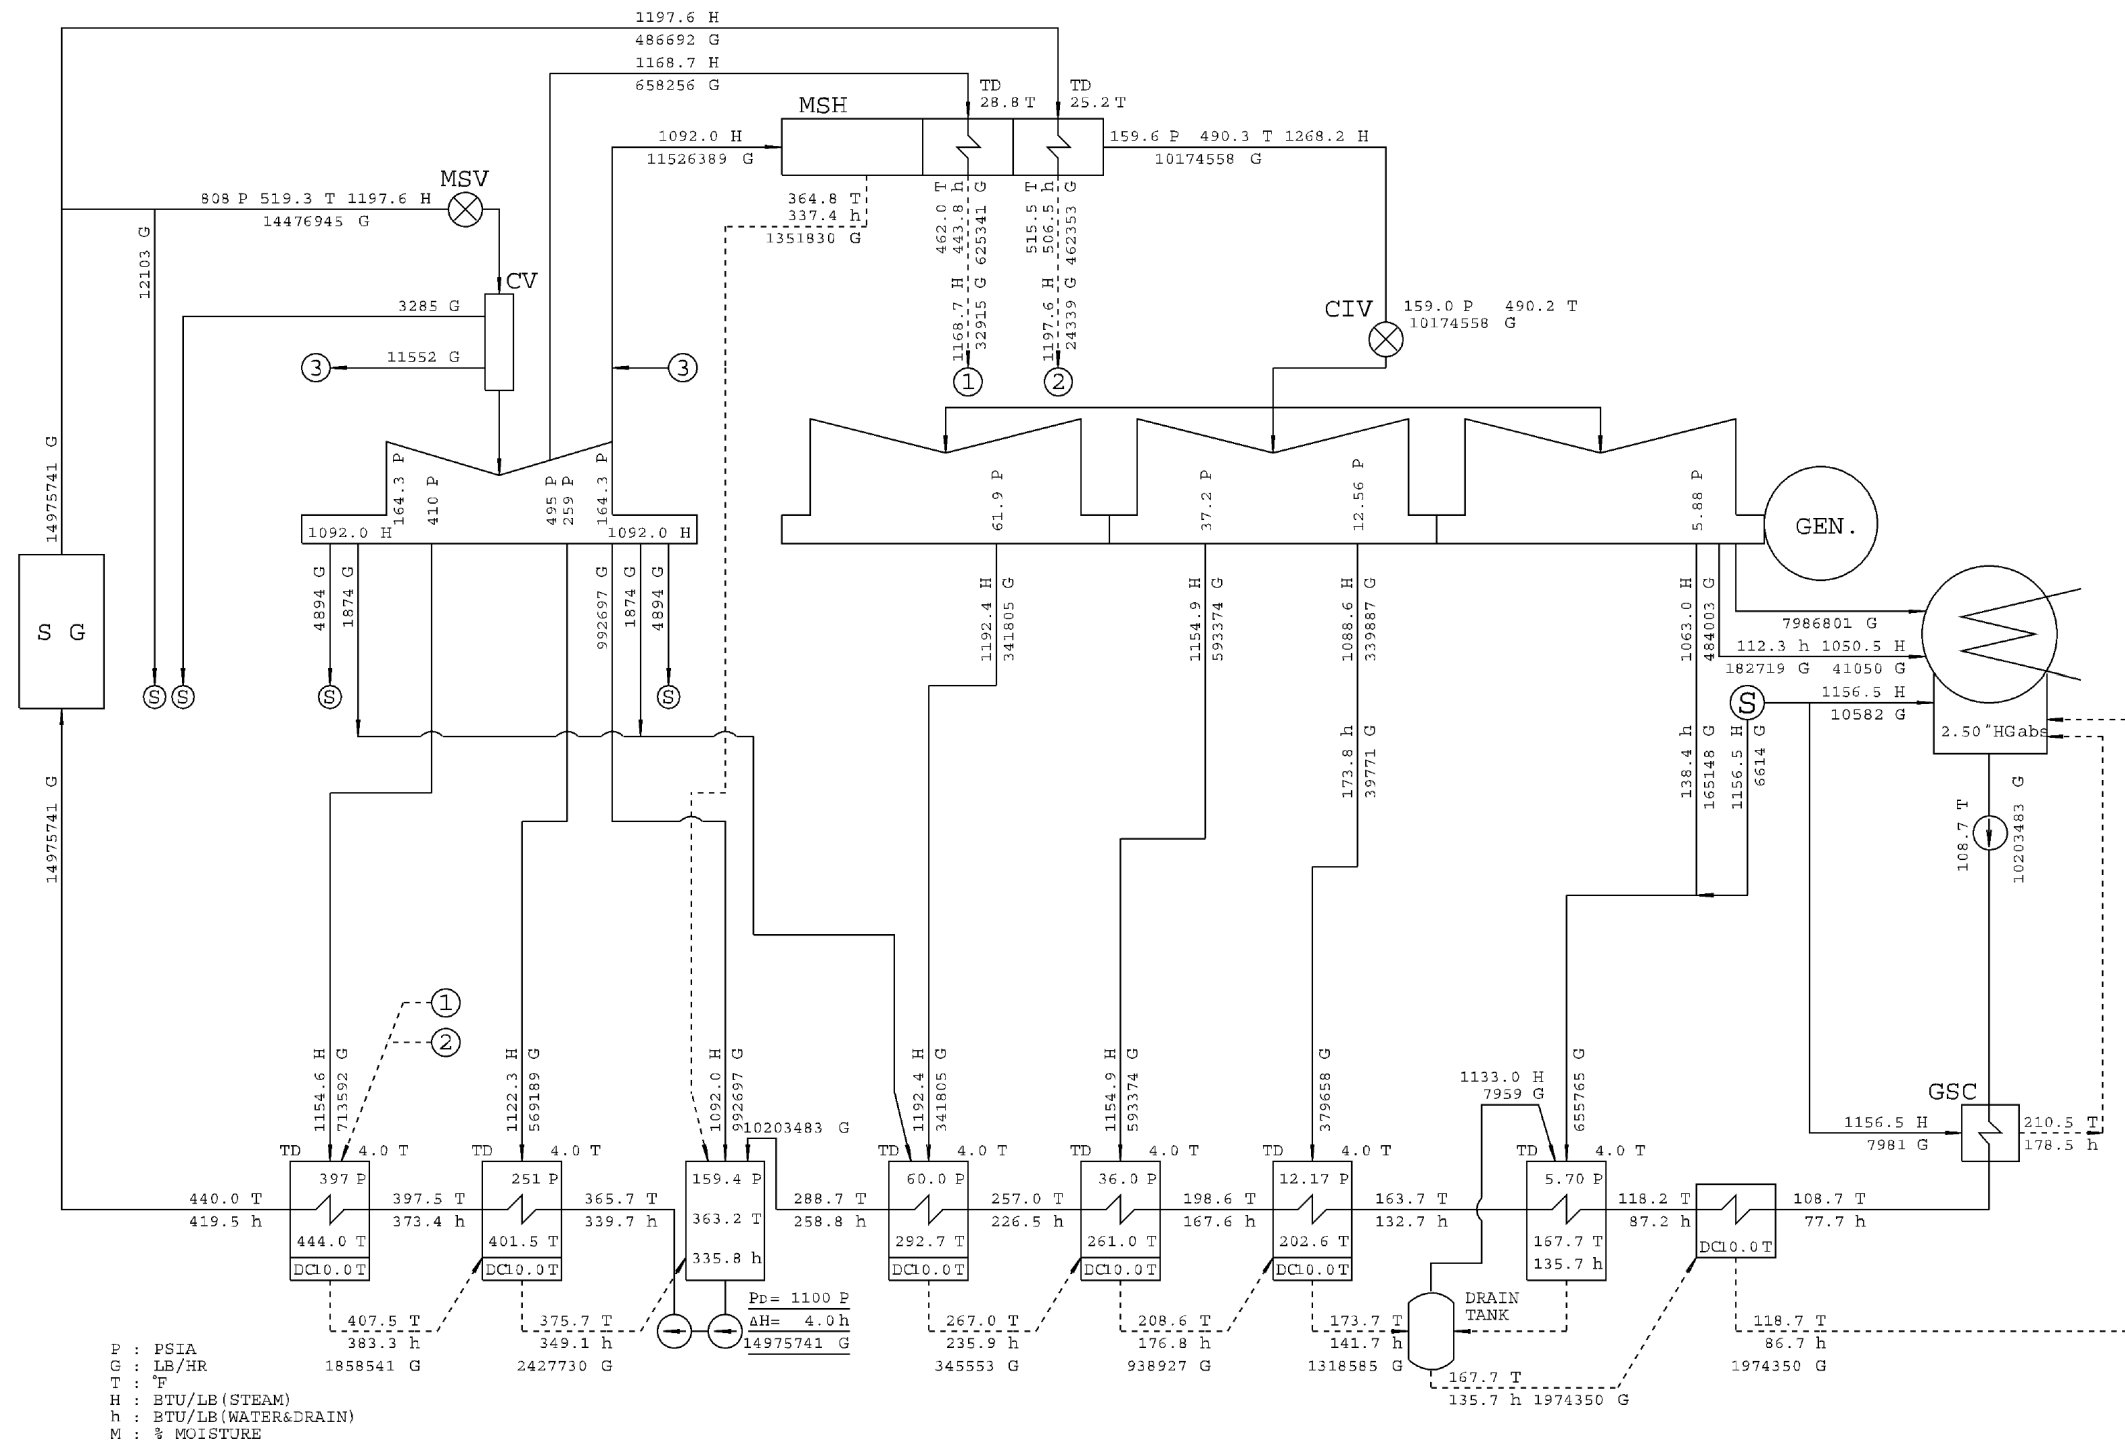 1197.6 H
486692 G
1168.7 H
658256 G
TD
28.8 T
TD
25.2 T
MSH
1092.0 H
11526389 G
159.6 P 490.3 T 1268.2 H
10174558 G
MSV
808 P 519.3 T 1197.6 H
14476945 G
364.8 T
337.4 h
1351830 G
462.0 T
443.8 h
625341 G
515.5 T
506.5 h
462353 G
1168.7 H
32915 G
1197.6 H
24339 G
12103 G
CV
3285 G
11552 G
3
3
1
2
CIV
159.0 P 490.2 T
10174558 G
14975741 G
164.3 P
410 P
495 P
259 P
164.3 P
1092.0 H
1092.0 H
61.9 P
37.2 P
12.56 P
5.88 P
GEN.
S G
4894 G
1874 G
992697 G
1874 G
4894 G
1192.4 H
341805 G
1154.9 H
593374 G
1088.6 H
339887 G
1063.0 H
484003 G
7986801 G
112.3 h 1050.5 H
182719 G 41050 G
S
S
S
S
S
1156.5 H
10582 G
2.50"HGabs
14975741 G
173.8 h
39771 G
138.4 h
165148 G
1156.5 H
6614 G
108.7 T
10203483 G
1
2
1154.6 H
713592 G
1122.3 H
569189 G
1092.0 H
992697 G
1192.4 H
341805 G
1154.9 H
593374 G
379658 G
655765 G
1133.0 H
7959 G
GSC
10203483 G
1156.5 H
7981 G
210.5 T
178.5 h
TD 4.0 T
TD 4.0 T
TD 4.0 T
TD 4.0 T
TD 4.0 T
TD 4.0 T
397 P
251 P
159.4 P
60.0 P
36.0 P
12.17 P
5.70 P
440.0 T
419.5 h
397.5 T
373.4 h
365.7 T
339.7 h
363.2 T
335.8 h
288.7 T
258.8 h
257.0 T
226.5 h
198.6 T
167.6 h
163.7 T
132.7 h
118.2 T
87.2 h
108.7 T
77.7 h
444.0 T
DC10.0T
401.5 T
DC10.0T
292.7 T
DC10.0T
261.0 T
DC10.0T
202.6 T
DC10.0T
167.7 T
135.7 h
DC10.0T
407.5 T
383.3 h
1858541 G
375.7 T
349.1 h
2427730 G
PD= 1100 P
ΔH= 4.0 h
14975741 G
267.0 T
235.9 h
345553 G
208.6 T
176.8 h
938927 G
173.7 T
141.7 h
1318585 G
DRAIN
TANK
167.7 T
135.7 h 1974350 G
118.7 T
86.7 h
1974350 G
P : PSIA
G : LB/HR
T : °F
H : BTU/LB(STEAM)
h : BTU/LB(WATER&DRAIN)
M : % MOISTURE